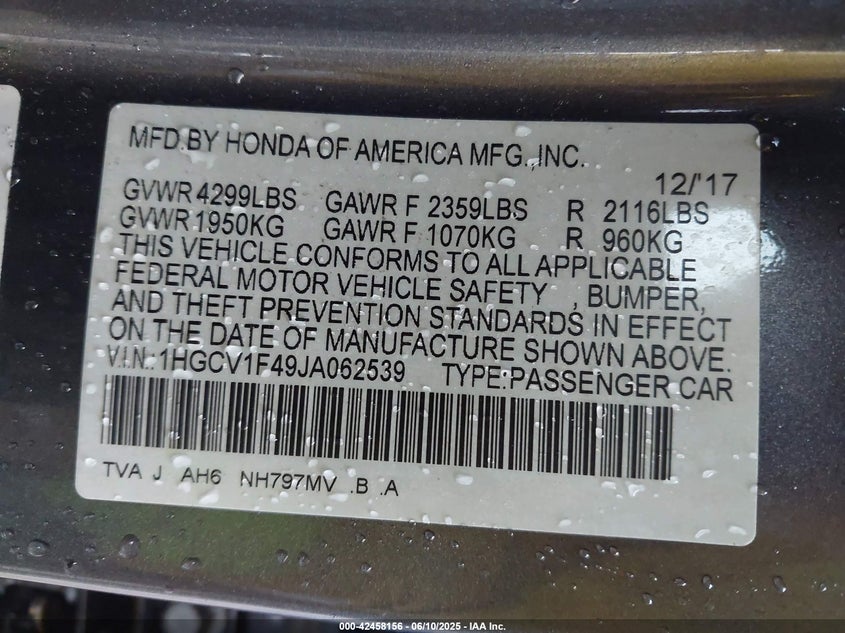 MFD.BY HONDA OF AMERICA MFG.,INC.
12/'17
GVWR 4299LBS GAWR F 2359LBS R 2116LBS
GVWR 1950KG GAWR F 1070KG R 960KG
THIS VEHICLE CONFORMS TO ALL APPLICABLE
FEDERAL MOTOR VEHICLE SAFETY , BUMPER,
AND THEFT PREVENTION STANDARDS IN EFFECT
ON THE DATE OF MANUFACTURE SHOWN ABOVE.
V.I.N.:1HGCV1F49JA062539 TYPE:PASSENGER CAR
TVA J AH6 NH797MV .B .A
000-42458156 - 06/10/2025 - IAA Inc.